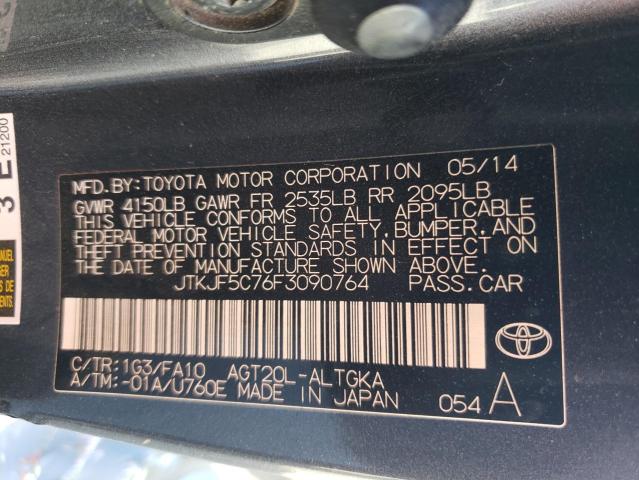 MFD. BY: TOYOTA MOTOR CORPORATION 05/14
GVWR 4150LB GAWR FR 2535LB RR 2095LB
THIS VEHICLE CONFORMS TO ALL APPLICABLE
FEDERAL MOTOR VEHICLE SAFETY, BUMPER, AND
THEFT PREVENTION STANDARDS IN EFFECT ON
THE DATE OF MANUFACTURE SHOWN ABOVE.
JTKJF5C76F3090764 PASS. CAR
C/TR: 1G3/FA10 AGT20L-ALTGKA
A/TM: -01A/U760E MADE IN JAPAN 054 A
3 E
21200